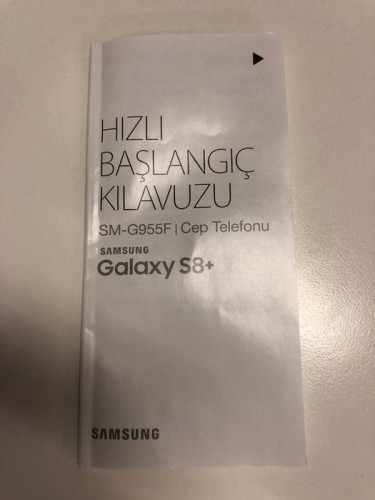 HIZLI
BAŞLANGIÇ
KILAVUZU
SM-G955F | Cep Telefonu
SAMSUNG
Galaxy S8+
SAMSUNG